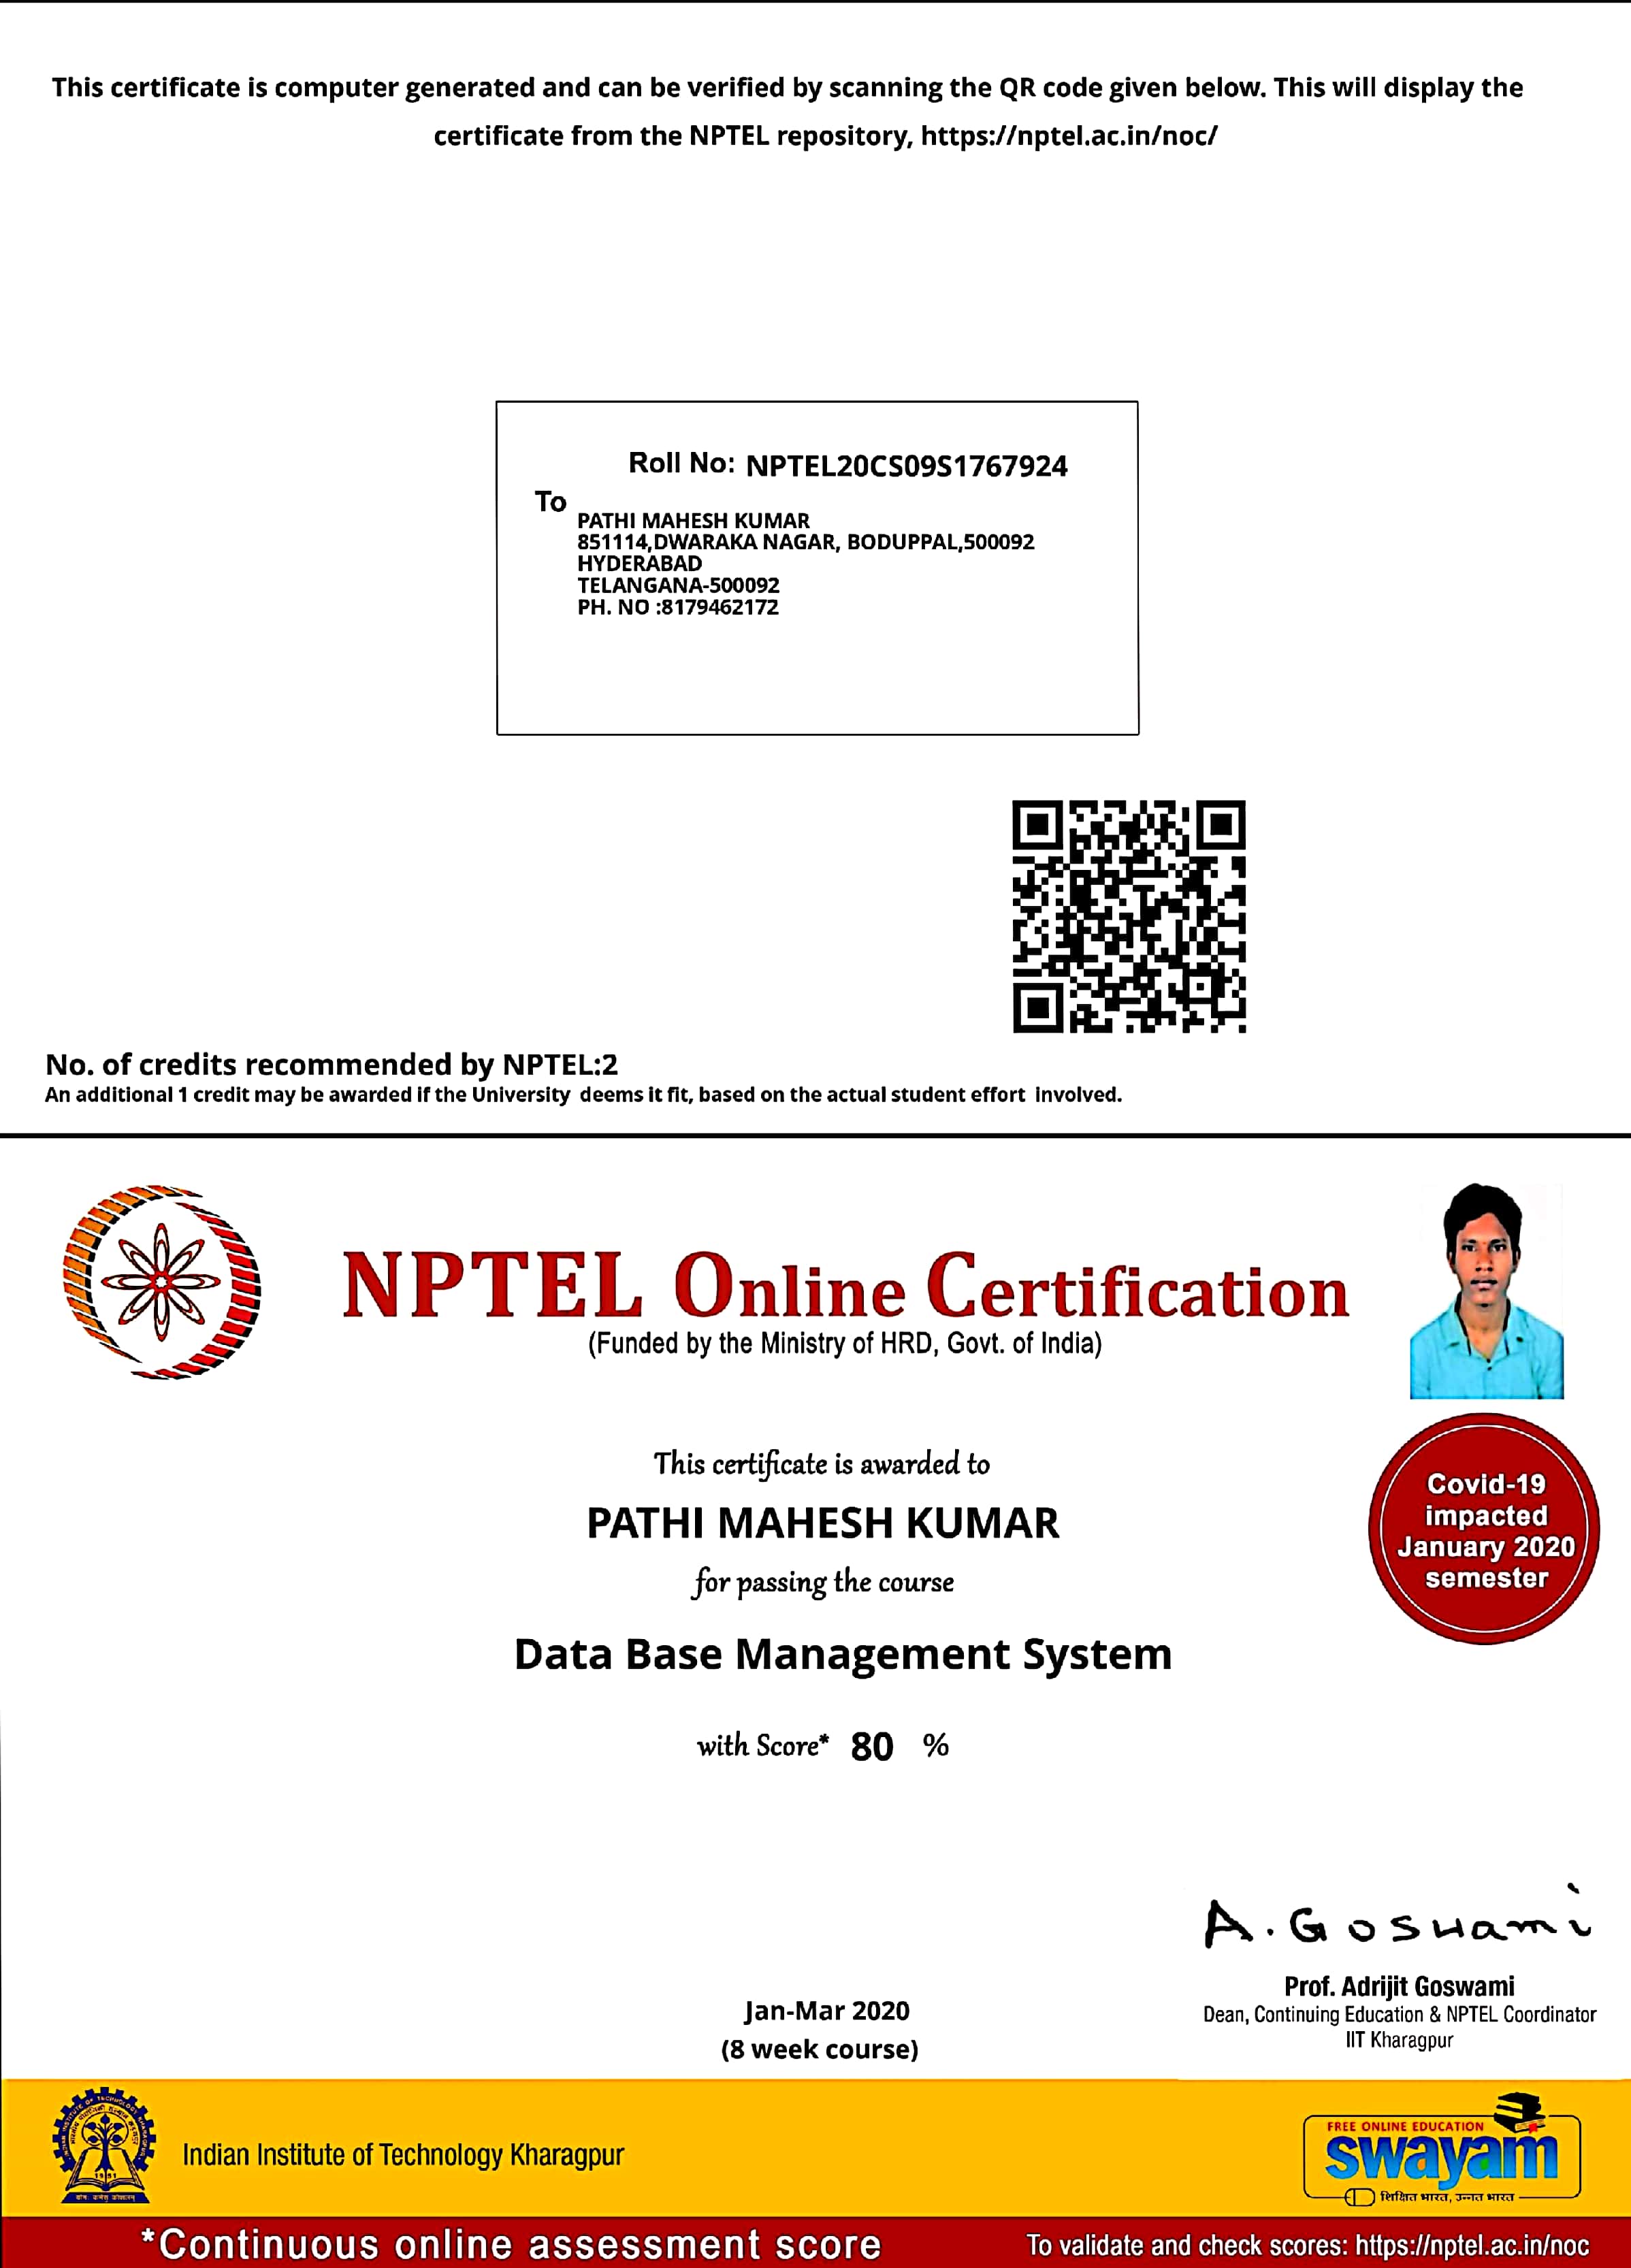 This certificate is computer generated and can be verified by scanning the QR code given below. This will display the
certificate from the NPTEL repository, https://nptel.ac.in/noc/
Roll No: NPTEL20CS09S1767924
To
PATHI MAHESH KUMAR
851114,DWARAKA NAGAR, BODUPPAL,500092
HYDERABAD
TELANGANA-500092
PH. NO :8179462172
No. of credits recommended by NPTEL:2
An additional 1 credit may be awarded if the University deems it fit, based on the actual student effort involved.
NPTEL Online Certification
(Funded by the Ministry of HRD, Govt. of India)
This certificate is awarded to
PATHI MAHESH KUMAR
for passing the course
Data Base Management System
with Score* 80 %
Covid-19
impacted
January 2020
semester
A. Goswami
Prof. Adrijit Goswami
Dean, Continuing Education & NPTEL Coordinator
IIT Kharagpur
Jan-Mar 2020
(8 week course)
1951
Indian Institute of Technology Kharagpur
FREE ONLINE EDUCATION
swayam
शिक्षित भारत, उन्नत भारत
*Continuous online assessment score
To validate and check scores: https://nptel.ac.in/noc